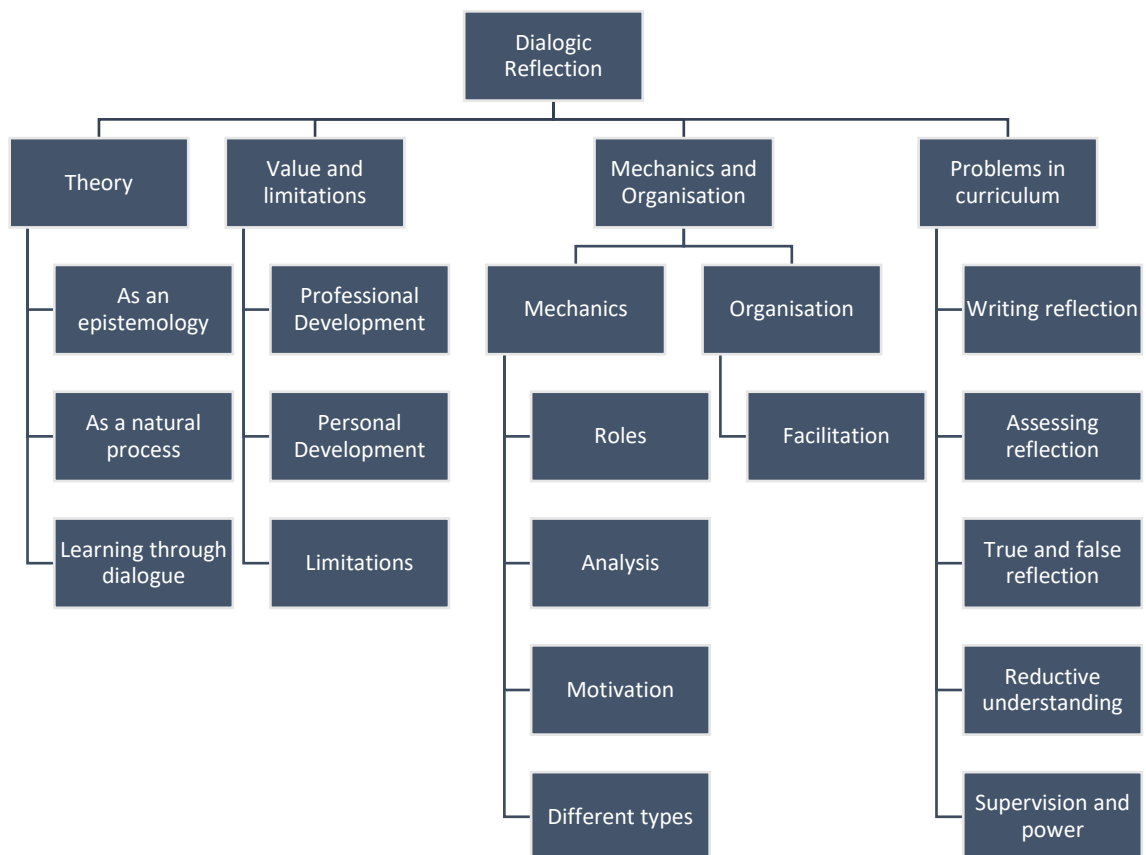 Dialogic
Reflection
Theory
Value and
limitations
Mechanics and
Organisation
Problems in
curriculum
As an
epistemology
As a natural
process
Learning through
dialogue
Professional
Development
Personal
Development
Limitations
Mechanics
Organisation
Roles
Analysis
Motivation
Different types
Facilitation
Writing reflection
Assessing
reflection
True and false
reflection
Reductive
understanding
Supervision and
power